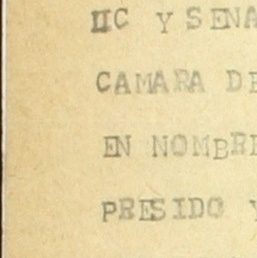 IIC Y SENA
CAMARA DE
EN NOMBRE
PRESIDO Y